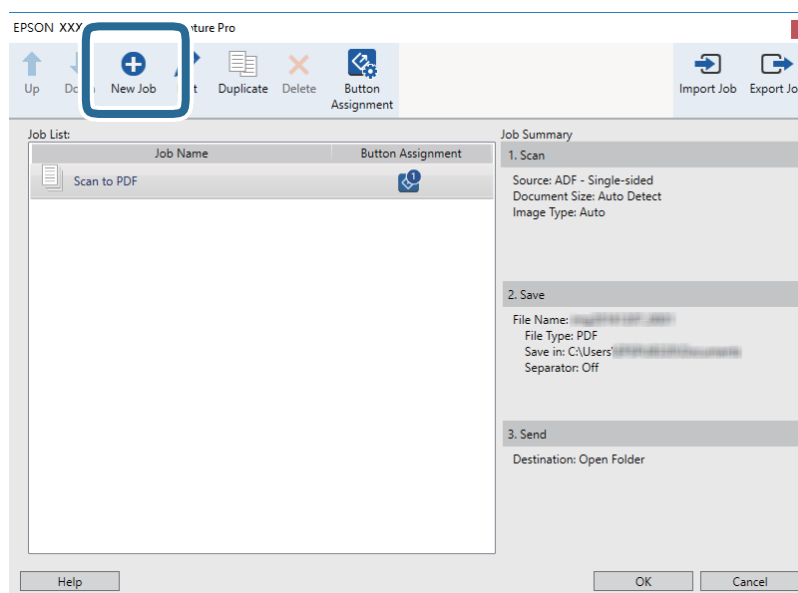 EPSON XXX ture Pro
Up
New Job
Duplicate
Delete
Button
Assignment
Import Job
Export Jo
Job List:
Job Name
Button Assignment
Scan to PDF
1
Job Summary
1. Scan
Source: ADF - Single-sided
Document Size: Auto Detect
Image Type: Auto
2. Save
File Name:
File Type: PDF
Save in: C:\Users\
Separator: Off
3. Send
Destination: Open Folder
Help
OK
Cancel